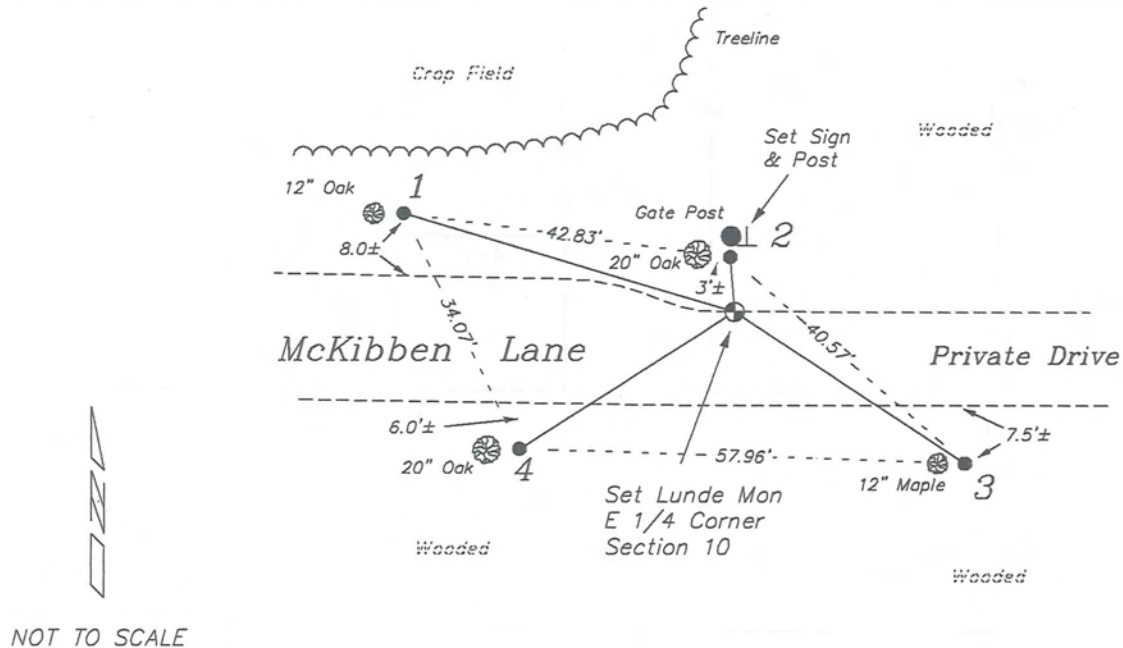 Treeline
Crop Field
Wooded
Set Sign
& Post
12" Oak
1
Gate Post
2
42.83'
20" Oak
8.0±
3'±
34.07'
40.57'
McKibben Lane
Private Drive
6.0'±
7.5'±
20" Oak
4
57.96'
12" Maple
3
Set Lunde Mon
E 1/4 Corner
Section 10
Wooded
Wooded
N
NOT TO SCALE